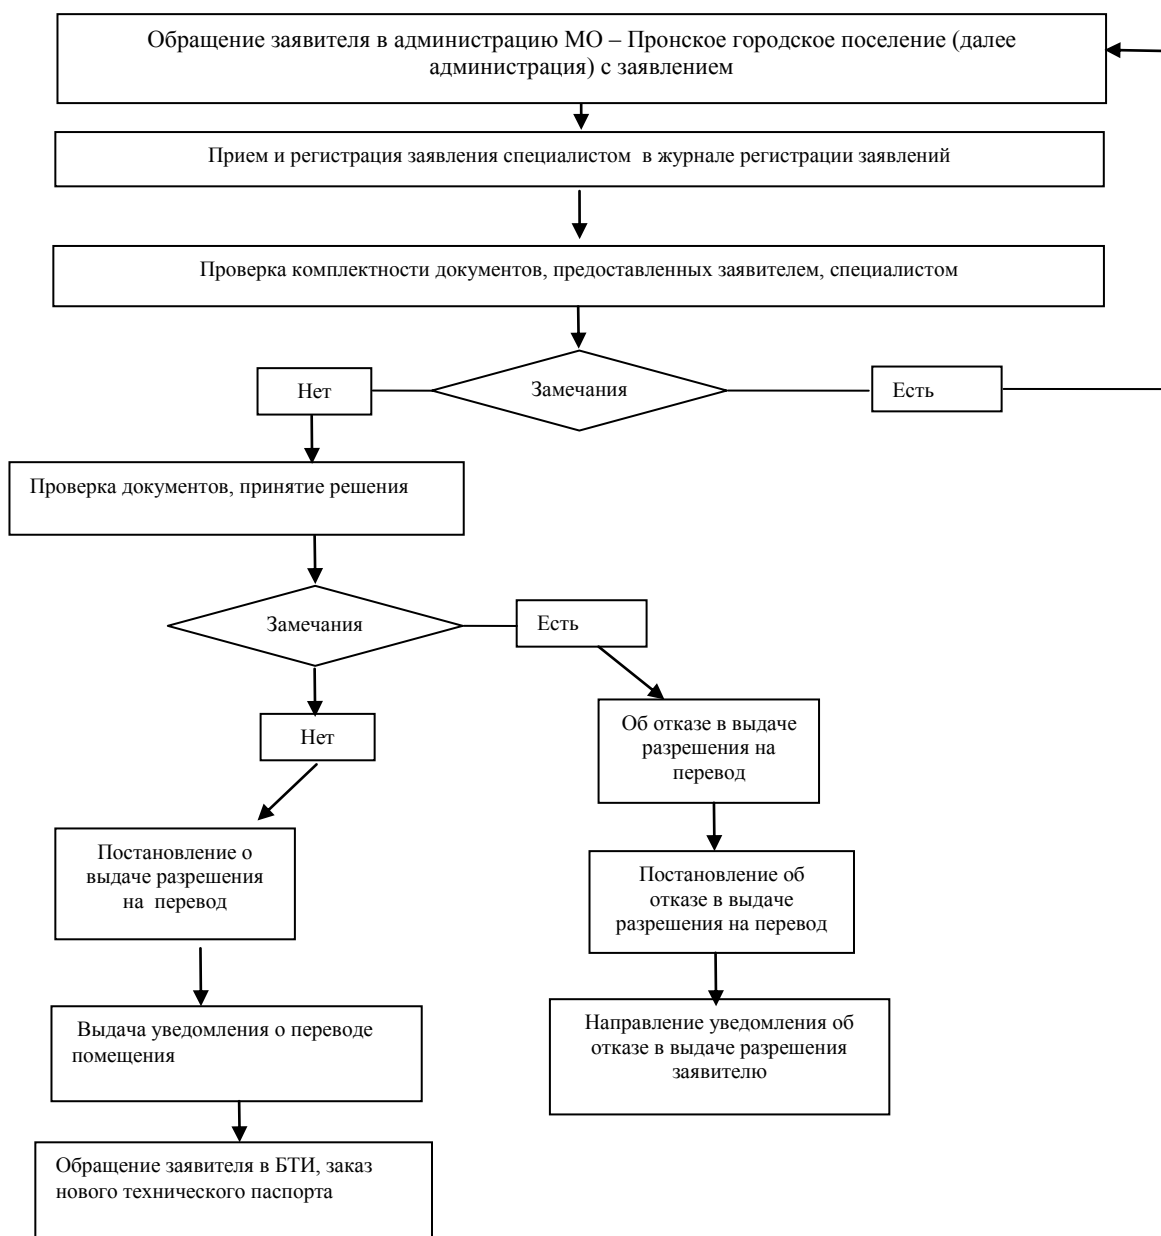 Обращение заявителя в администрацию МО – Пронское городское поселение (далее
администрация) с заявлением
Прием и регистрация заявления специалистом в журнале регистрации заявлений
Проверка комплектности документов, предоставленных заявителем, специалистом
Нет
Замечания
Есть
Проверка документов, принятие решения
Замечания
Есть
Нет
Об отказе в выдаче
разрешения на
перевод
Постановление о
выдаче разрешения
на перевод
Постановление об
отказе в выдаче
разрешения на перевод
Выдача уведомления о переводе
помещения
Направление уведомления об
отказе в выдаче разрешения
заявителю
Обращение заявителя в БТИ, заказ
нового технического паспорта